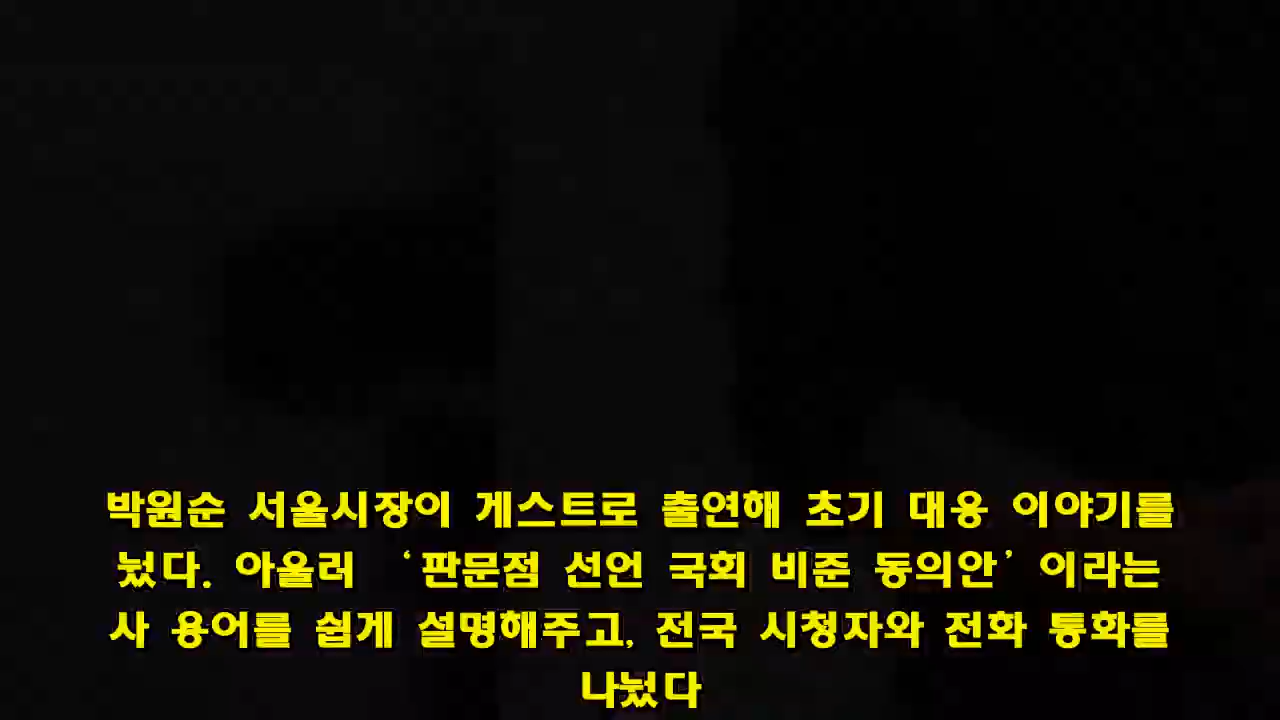 박원순 서울시장이 게스트로 출연해 초기 대응 이야기를
눴다. 아울러 ‘판문점 선언 국회 비준 동의안’이라는
사 용어를 쉽게 설명해주고, 전국 시청자와 전화 통화를
나눴다